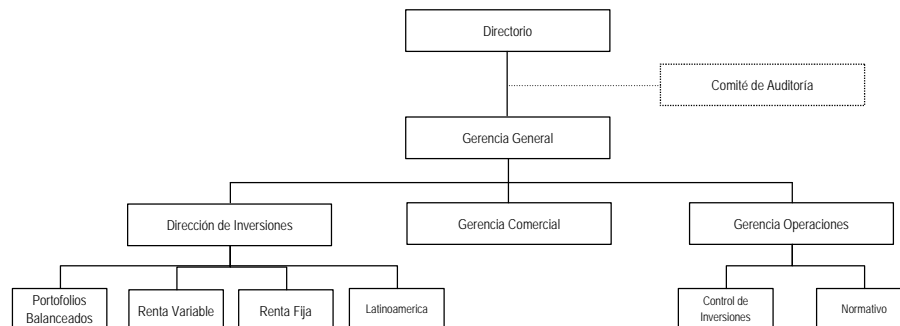 Directorio
Comité de Auditoría
Gerencia General
Dirección de Inversiones
Gerencia Comercial
Gerencia Operaciones
Portofolios
Balanceados
Renta Variable
Renta Fija
Latinoamerica
Control de
Inversiones
Normativo